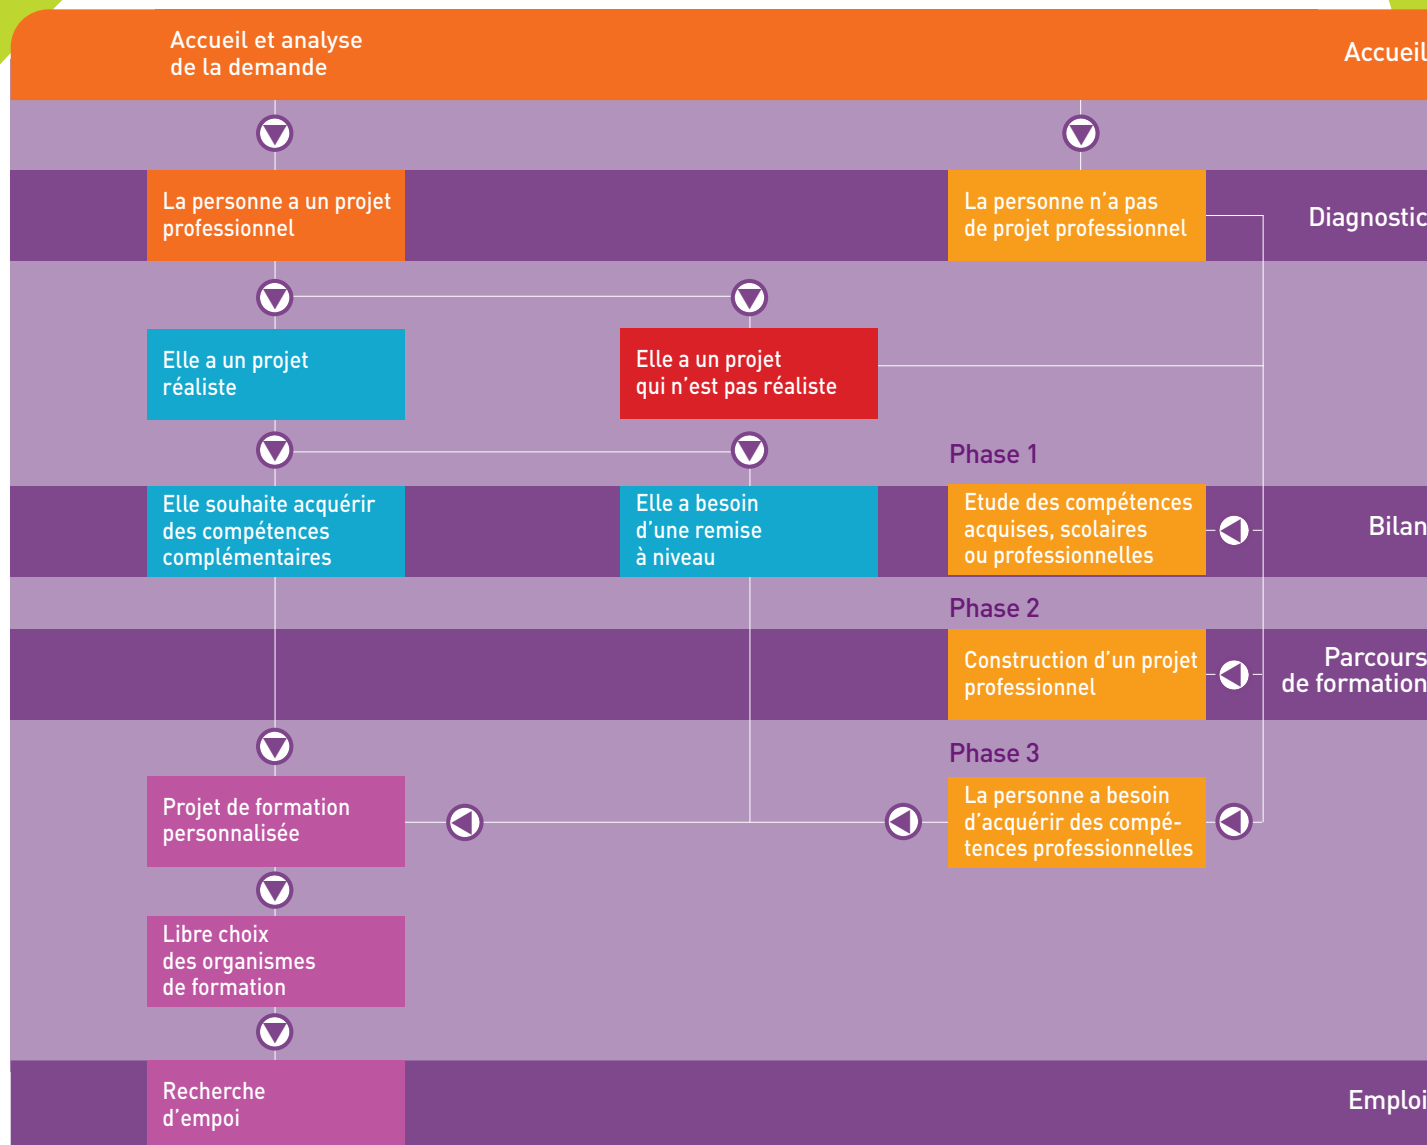 Accueil et analyse
de la demande
Accueil
La personne a un projet
professionnel
La personne n'a pas
de projet professionnel
Diagnostic
Elle a un projet
réaliste
Elle a un projet
qui n'est pas réaliste
Phase 1
Elle souhaite acquérir
des compétences
complémentaires
Elle a besoin
d'une remise
à niveau
Etude des compétences
acquises, scolaires
ou professionnelles
Bilan
Phase 2
Construction d'un projet
professionnel
Parcours
de formation
Phase 3
Projet de formation
personnalisée
La personne a besoin
d'acquérir des compé-
tences professionnelles
Libre choix
des organismes
de formation
Recherche
d'empoi
Emploi